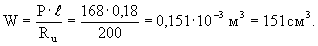 W = P · ℓ / R_u = 168 · 0,18 / 200 = 0,151 · 10⁻³ м³ = 151 см³.